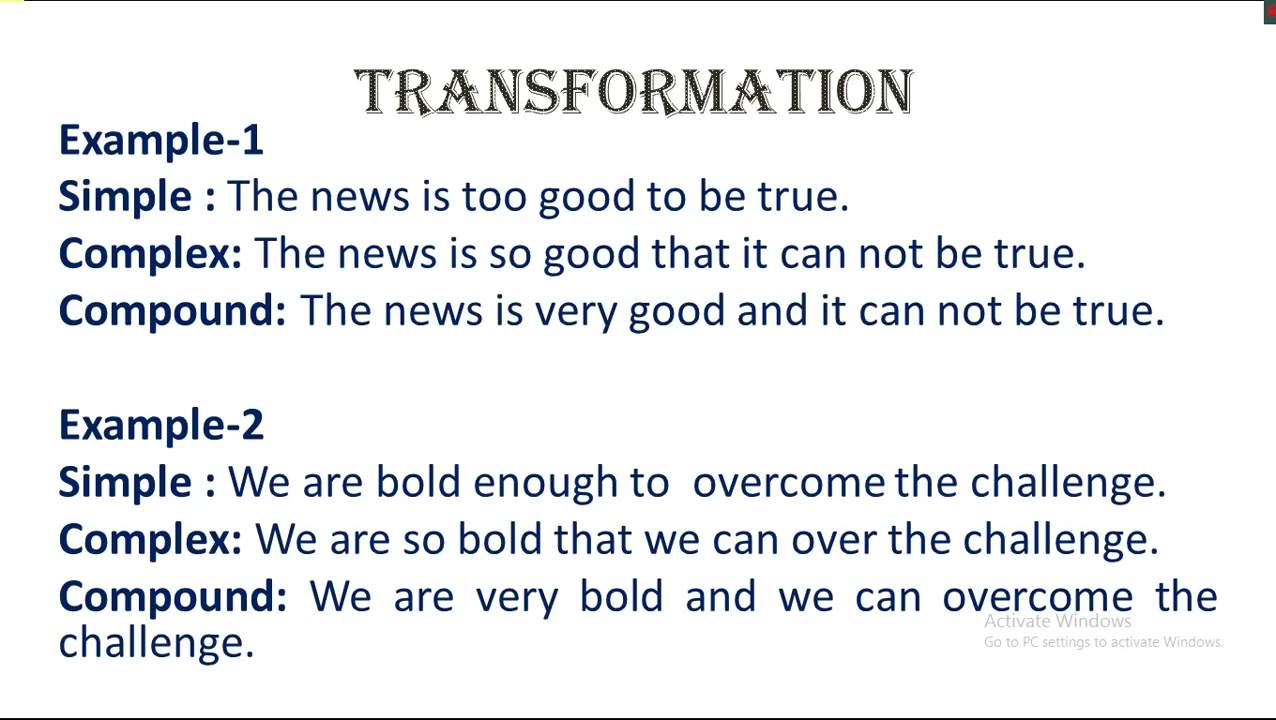 TRANSFORMATION
Example-1
Simple : The news is too good to be true.
Complex: The news is so good that it can not be true.
Compound: The news is very good and it can not be true.
Example-2
Simple : We are bold enough to overcome the challenge.
Complex: We are so bold that we can over the challenge.
Compound: We are very bold and we can overcome the
challenge.
Activate Windows
Go to PC settings to activate Windows.